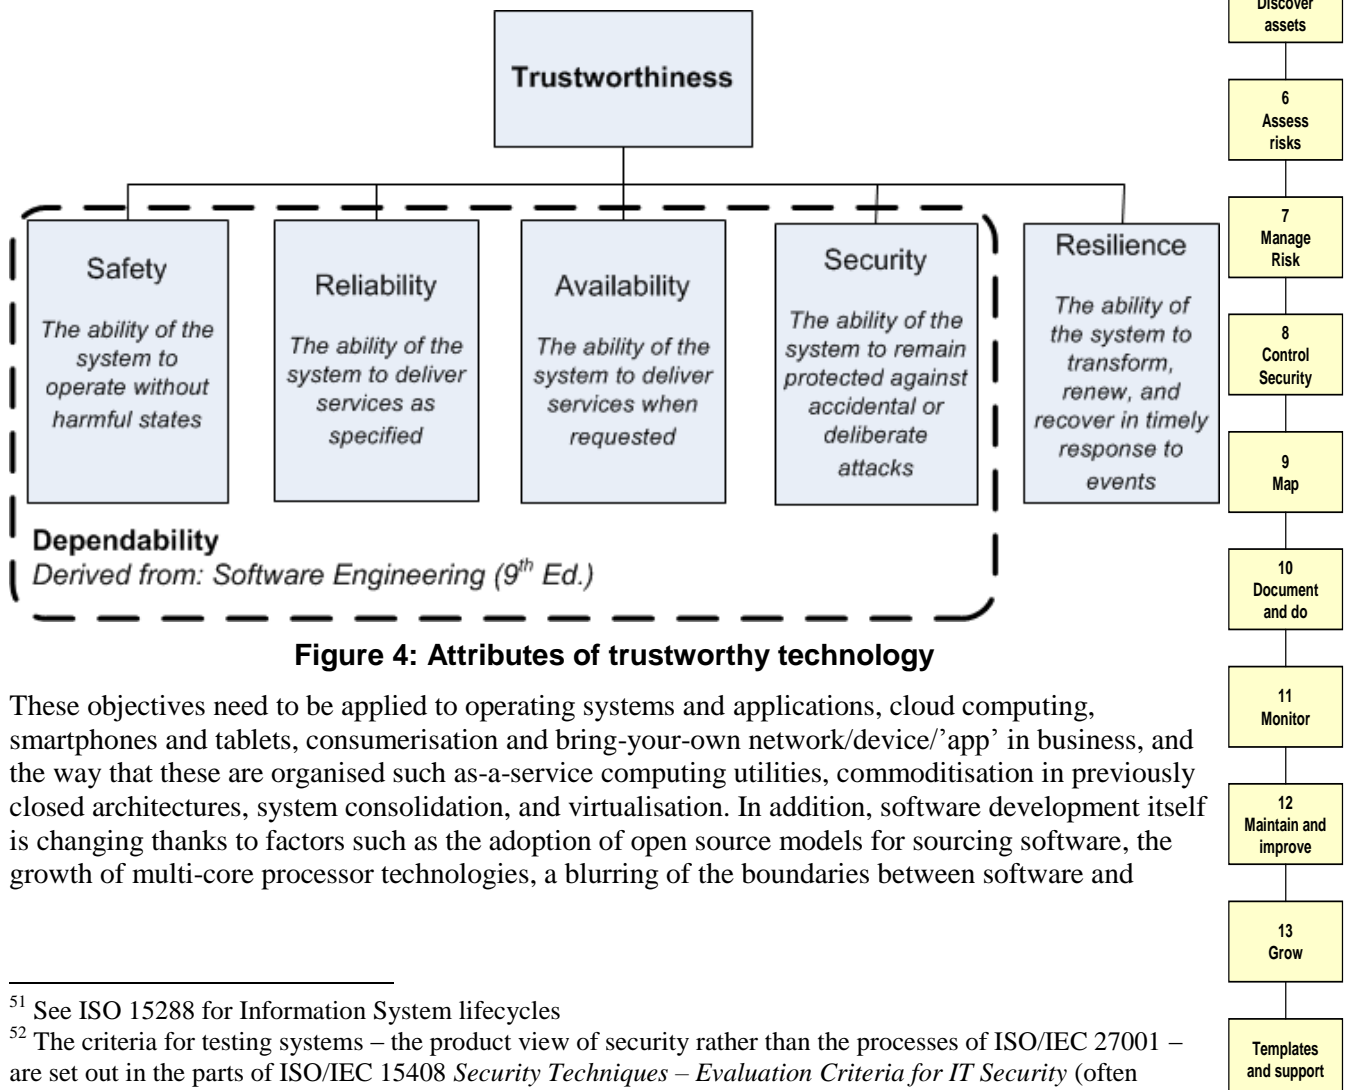 Trustworthiness
Safety
The ability of the
system to
operate without
harmful states
Reliability
The ability of the
system to deliver
services as
specified
Availability
The ability of the
system to deliver
services when
requested
Security
The ability of the
system to remain
protected against
accidental or
deliberate
attacks
Resilience
The ability of
the system to
transform,
renew, and
recover in timely
response to
events
Dependability
Derived from: Software Engineering (9th Ed.)
Figure 4: Attributes of trustworthy technology
These objectives need to be applied to operating systems and applications, cloud computing,
smartphones and tablets, consumerisation and bring-your-own network/device/’app’ in business, and
the way that these are organised such as-a-service computing utilities, commoditisation in previously
closed architectures, system consolidation, and virtualisation. In addition, software development itself
is changing thanks to factors such as the adoption of open source models for sourcing software, the
growth of multi-core processor technologies, a blurring of the boundaries between software and
51 See ISO 15288 for Information System lifecycles
52 The criteria for testing systems – the product view of security rather than the processes of ISO/IEC 27001 –
are set out in the parts of ISO/IEC 15408 Security Techniques – Evaluation Criteria for IT Security (often
Discover
assets
6
Assess
risks
7
Manage
Risk
8
Control
Security
9
Map
10
Document
and do
11
Monitor
12
Maintain and
improve
13
Grow
Templates
and support